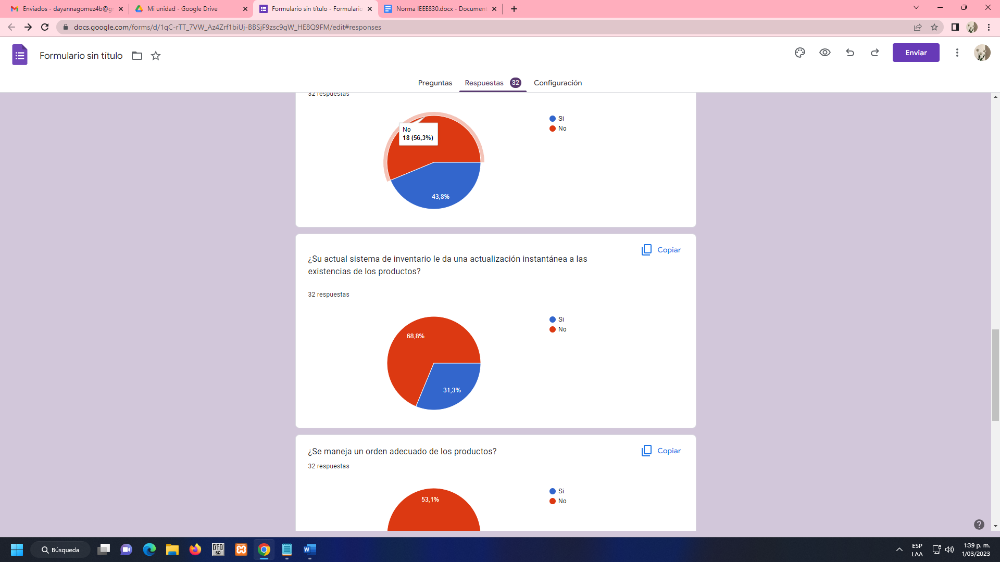 Enviados - dayannagomez4b@g
Mi unidad - Google Drive
Formulario sin título - Formulario
Norma IEEE830.docx - Document
docs.google.com/forms/d/1qC-rTT_7VW_Az4Zrf1biUj-BBSjF9zsc9gW_HE8Q9FM/edit#responses
Formulario sin título
Enviar
Preguntas
Respuestas 32
Configuración
32 respuestas
No
18 (56,3%)
43,8%
Si
No
Copiar
¿Su actual sistema de inventario le da una actualización instantánea a las
existencias de los productos?
32 respuestas
68,8%
31,3%
Si
No
Copiar
¿Se maneja un orden adecuado de los productos?
32 respuestas
53,1%
Si
No
Búsqueda
DFD
ESP
LAA
1:39 p. m.
1/03/2023